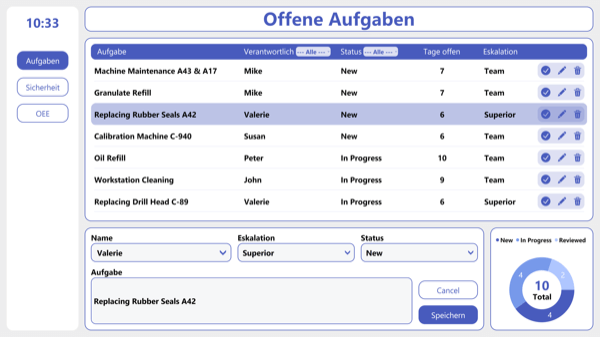 10:33
Aufgaben
Sicherheit
OEE
Offene Aufgaben
Aufgabe Verantwortlich --- Alle --- Status --- Alle --- Tage offen Eskalation
Machine Maintenance A43 & A17 Mike New 7 Team
Granulate Refill Mike New 7 Team
Replacing Rubber Seals A42 Valerie New 6 Superior
Calibration Machine C-940 Susan New 6 Team
Oil Refill Peter In Progress 10 Team
Workstation Cleaning John In Progress 9 Team
Replacing Drill Head C-89 Valerie In Progress 6 Superior
Name Eskalation Status
Valerie Superior New
Aufgabe
Replacing Rubber Seals A42
Cancel
Speichern
New In Progress Reviewed
4 2
10
Total
4